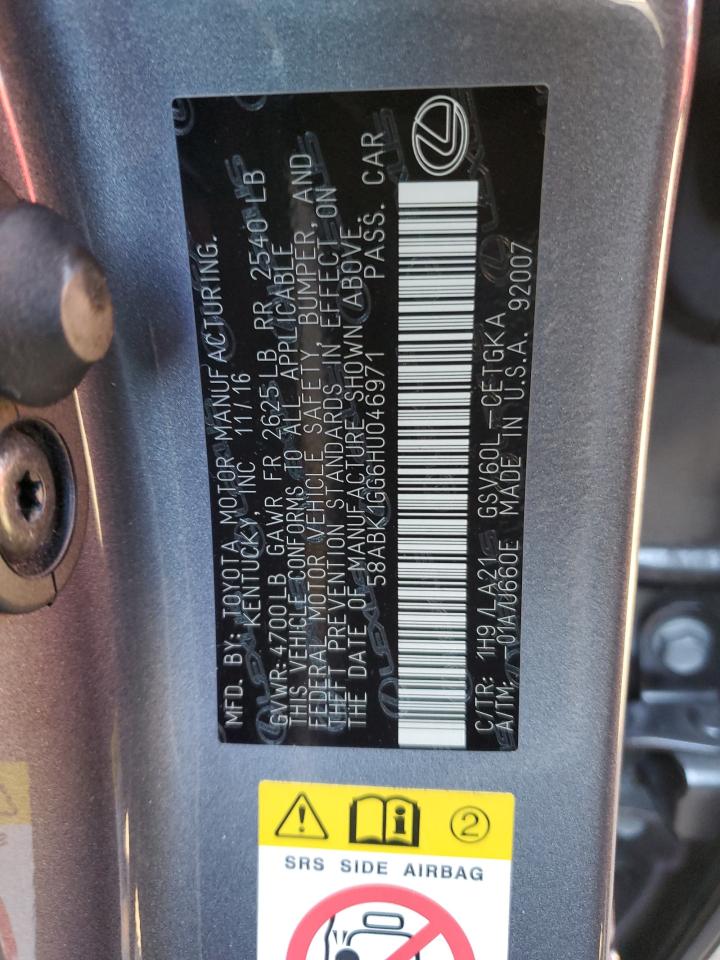 MFD. BY: TOYOTA MOTOR MANUFACTURING.
KENTUCKY, INC 11/16
GVWR: 4700LB GAWR FR 2625LB RR 2540 LB
THIS VEHICLE CONFORMS TO ALL APPLICABLE
FEDERAL MOTOR VEHICLE SAFETY, BUMPER, AND
THEFT PREVENTION STANDARDS IN EFFECT ON
THE DATE OF MANUFACTURE SHOWN ABOVE.
58ABK1GG6HU046971 PASS. CAR
C/TR: 1H9/LA21 GSV60L-CETGKA
A/TM: -01A/U660E MADE IN U.S.A. 92007
2
SRS SIDE AIRBAG